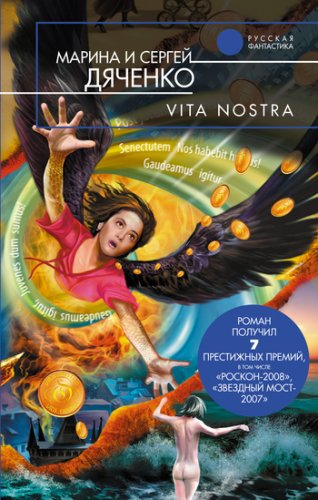 МАРИНА И СЕРГЕЙ
ДЯЧЕНКО
РУССКАЯ
ФАНТАСТИКА
VITA NOSTRA
Senectutem Nos habebit
Gaudeamus igitur
Gaudeamus igitur, Juvenes dum sumus!
РОМАН
ПОЛУЧИЛ
7
ПРЕСТИЖНЫХ ПРЕМИЙ,
В ТОМ ЧИСЛЕ
«РОСКОН-2008»,
«ЗВЕЗДНЫЙ МОСТ-
2007»